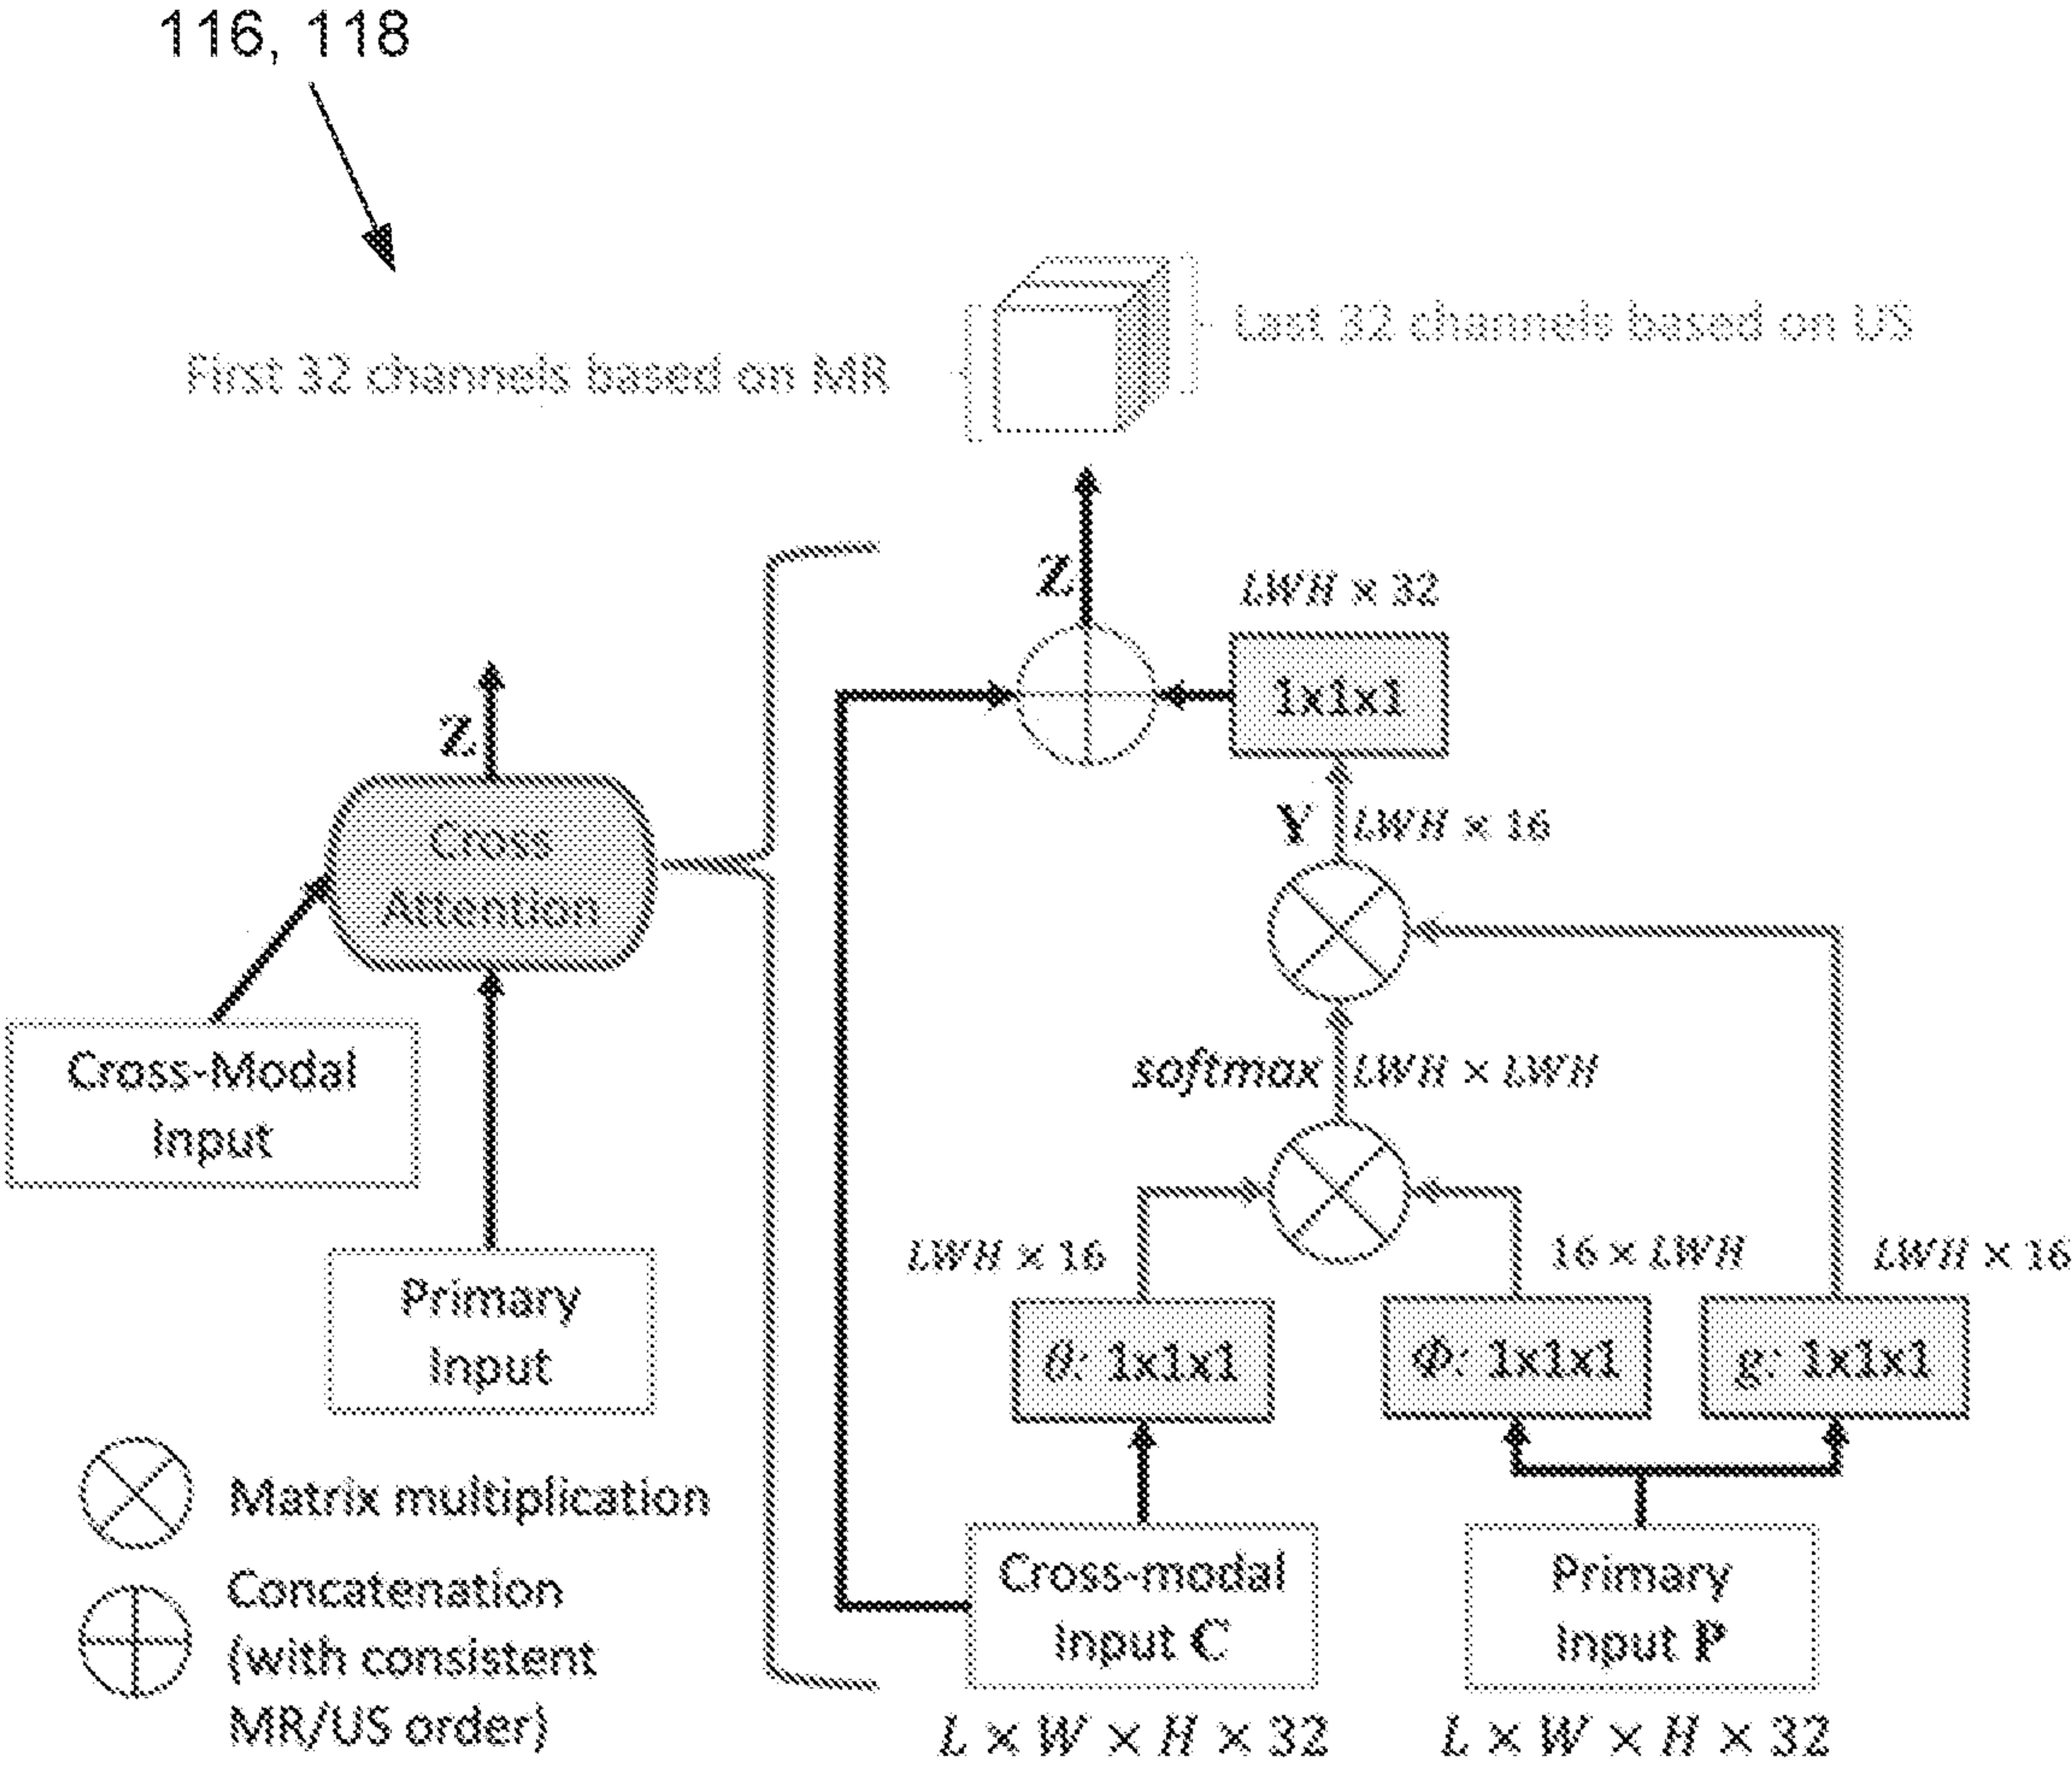 116, 118
Last 32 channels based on US
First 32 channels based on MR
Z
LWH × 32
1x1x1
Z
Y
LWH × 16
Cross
Attention
Cross-Modal
Input
softmax
LWH × LWH
LWH × 16
16 × LWH
LWH × 16
Primary
Input
θ: 1x1x1
Φ: 1x1x1
g: 1x1x1
Matrix multiplication
Concatenation
(with consistent
MR/US order)
Cross-modal
Input C
Primary
Input P
L × W × H × 32
L × W × H × 32